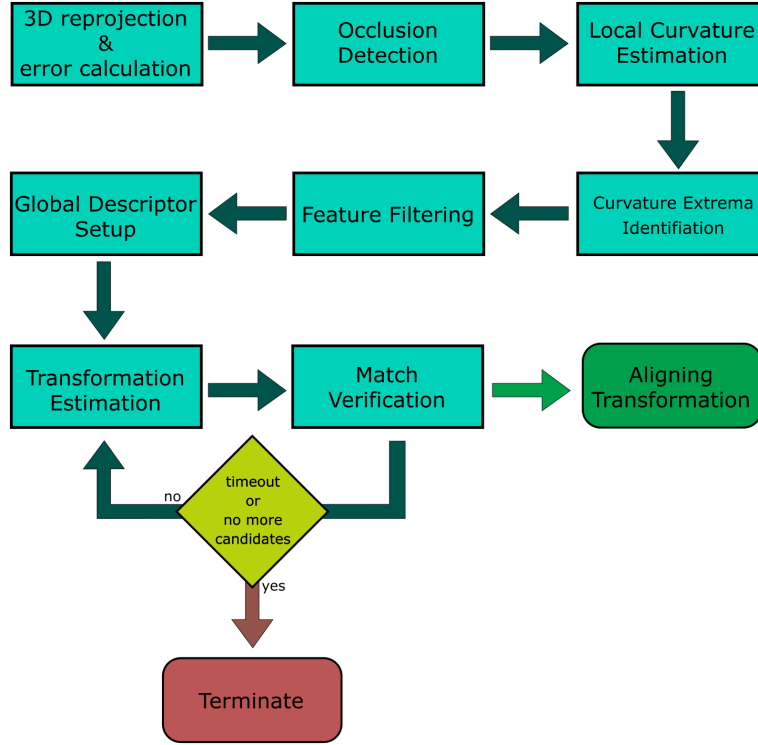 3D reprojection
&
error calculation
Occlusion
Detection
Local Curvature
Estimation
Global Descriptor
Setup
Feature Filtering
Curvature Extrema
Identifiation
Transformation
Estimation
Match
Verification
Aligning
Transformation
no
timeout
or
no more
candidates
yes
Terminate